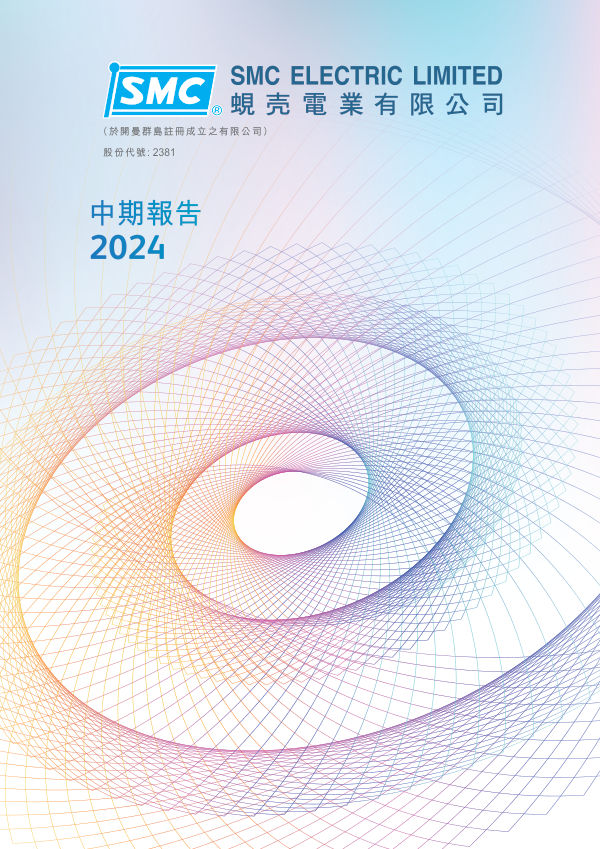 SMC®
SMC ELECTRIC LIMITED
蜆壳電業有限公司
(於開曼群島註冊成立之有限公司)
股份代號: 2381
中期報告
2024